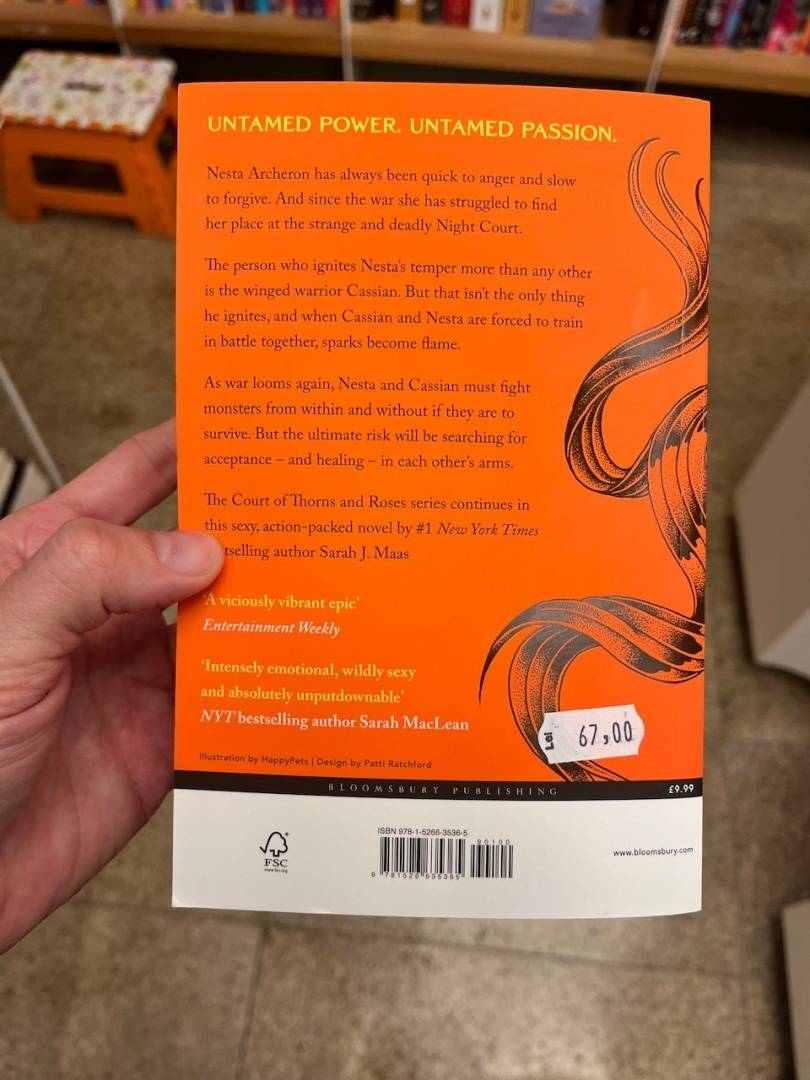 UNTAMED POWER. UNTAMED PASSION.
Nesta Archeron has always been quick to anger and slow
to forgive. And since the war she has struggled to find
her place at the strange and deadly Night Court.
The person who ignites Nesta's temper more than any other
is the winged warrior Cassian. But that isn't the only thing
he ignites, and when Cassian and Nesta are forced to train
in battle together, sparks become flame.
As war looms again, Nesta and Cassian must fight
monsters from within and without if they are to
survive. But the ultimate risk will be searching for
acceptance – and healing – in each other's arms.
The Court of Thorns and Roses series continues in
this sexy, action-packed novel by #1 New York Times
tselling author Sarah J. Maas
'A viciously vibrant epic'
Entertainment Weekly
'Intensely emotional, wildly sexy
and absolutely unputdownable'
NYT bestselling author Sarah MacLean
Lei 67,00
Illustration by HappyPets | Design by Patti Ratchford
BLOOMSBURY PUBLISHING
£9.99
ISBN 978-1-5266-3536-5
90100
FSC
www.fsc.org
9 781526 635365
www.bloomsbury.com